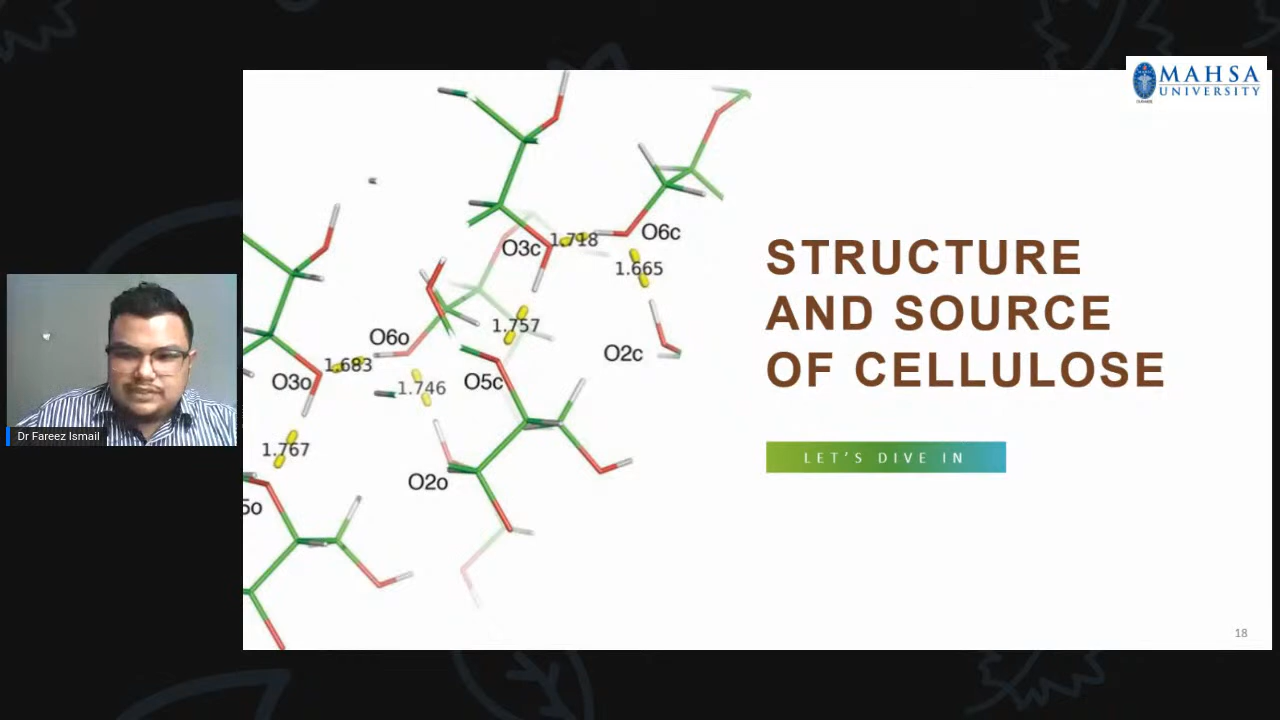 MAHSA
UNIVERSITY
O3c
1.718
O6c
1.665
1.757
O6o
O2c
1.683
O3o
1.746
O5c
1.767
O2o
5o
STRUCTURE
AND SOURCE
OF CELLULOSE
LET'S DIVE IN
Dr Fareez Ismail
18